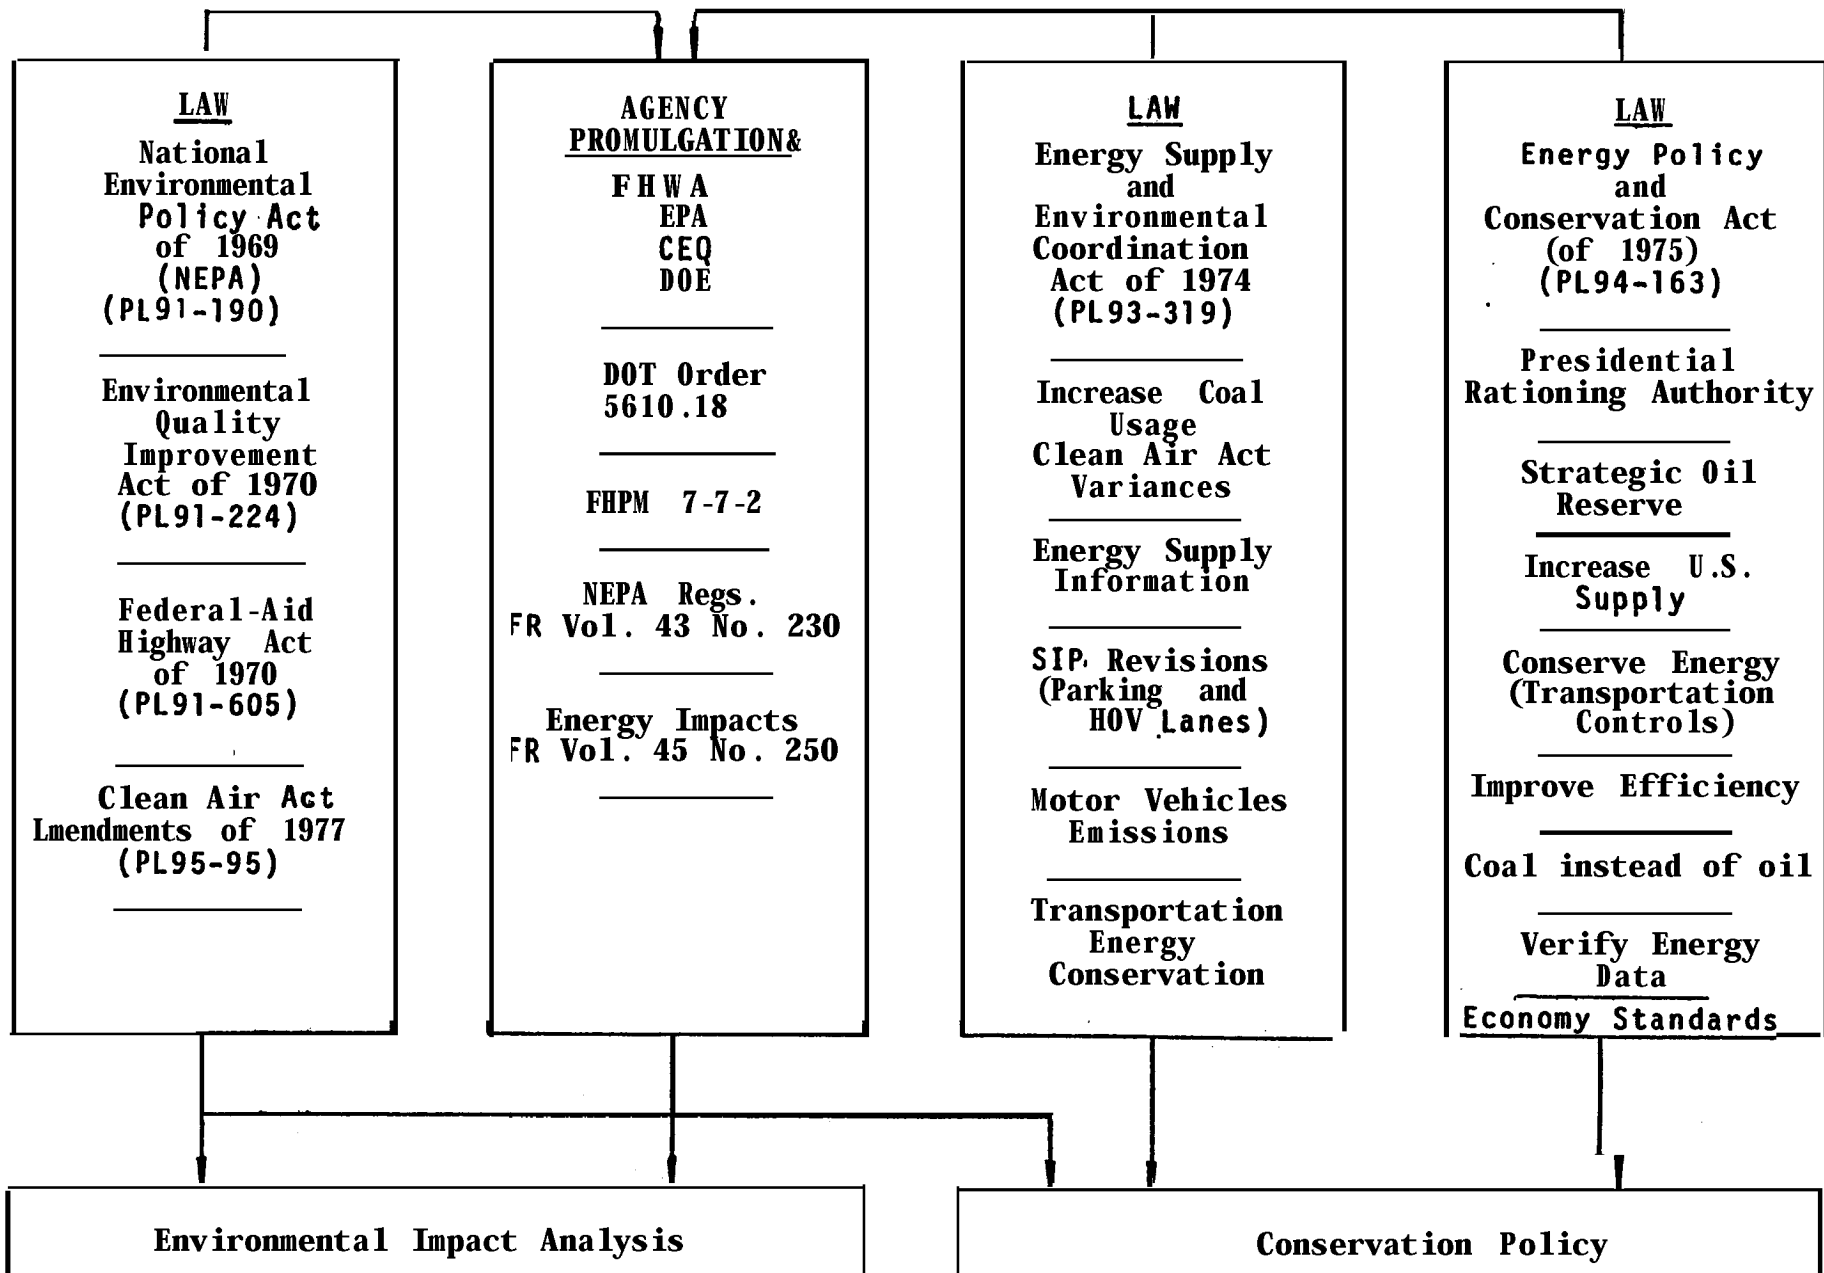 LAW
National
Environmental
Policy Act
of 1969
(NEPA)
(PL91-190)
Environmental
Quality
Improvement
Act of 1970
(PL91-224)
Federal-Aid
Highway Act
of 1970
(PL91-605)
Clean Air Act
Lmendments of 1977
(PL95-95)
AGENCY
PROMULGATION&
FHWA
EPA
CEQ
DOE
DOT Order
5610.18
FHPM 7-7-2
NEPA Regs.
FR Vol. 43 No. 230
Energy Impacts
FR Vol. 45 No. 250
LAW
Energy Supply
and
Environmental
Coordination
Act of 1974
(PL93-319)
Increase Coal
Usage
Clean Air Act
Variances
Energy Supply
Information
SIP Revisions
(Parking and
HOV Lanes)
Motor Vehicles
Emissions
Transportation
Energy
Conservation
LAW
Energy Policy
and
Conservation Act
(of 1975)
(PL94-163)
Presidential
Rationing Authority
Strategic Oil
Reserve
Increase U.S.
Supply
Conserve Energy
(Transportation
Controls)
Improve Efficiency
Coal instead of oil
Verify Energy
Data
Economy Standards
Environmental Impact Analysis
Conservation Policy